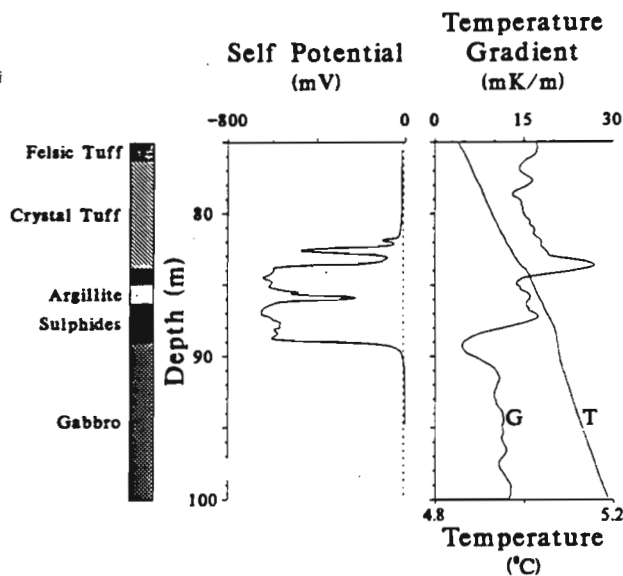 Self Potential
(mV)
-800
0
Temperature
Gradient
(mK/m)
0
15
30
Felsic Tuff
Crystal Tuff
Argillite
Sulphides
Gabbro
Depth (m)
80
90
100
G
T
4.8
5.2
Temperature
(°C)